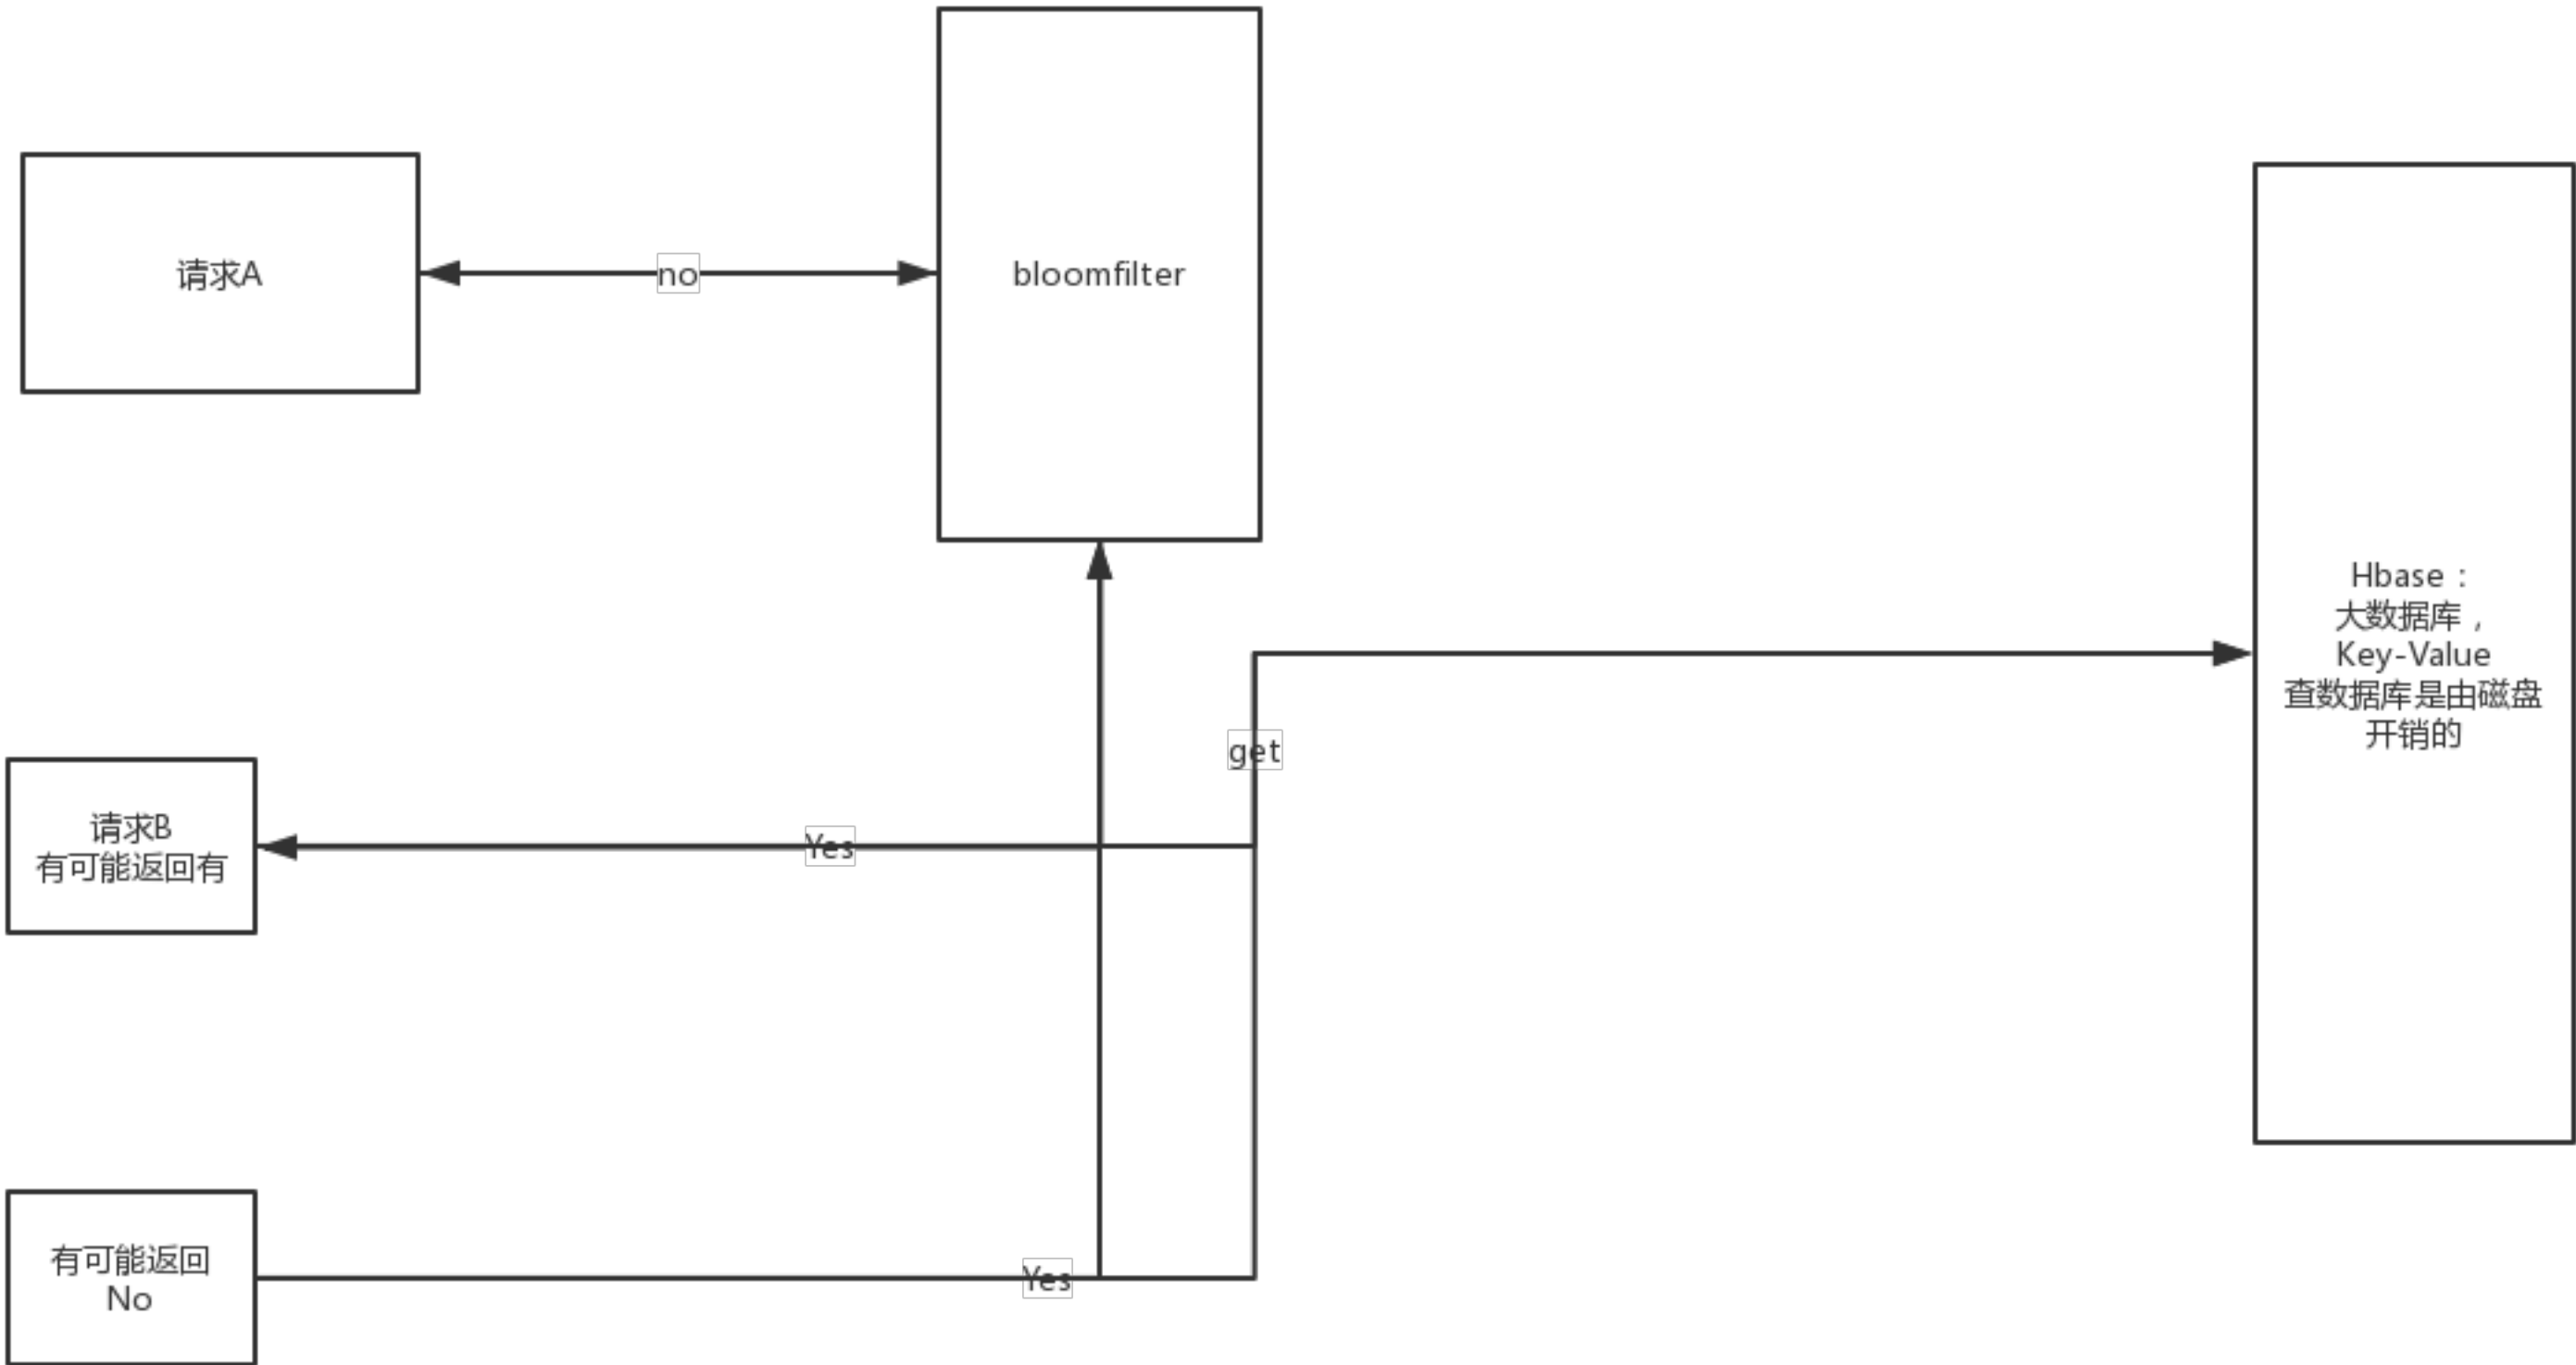 请求A
no
bloomfilter
Hbase：
大数据库，
Key-Value
查数据库是由磁盘
开销的
get
请求B
有可能返回有
Yes
有可能返回
No
Yes